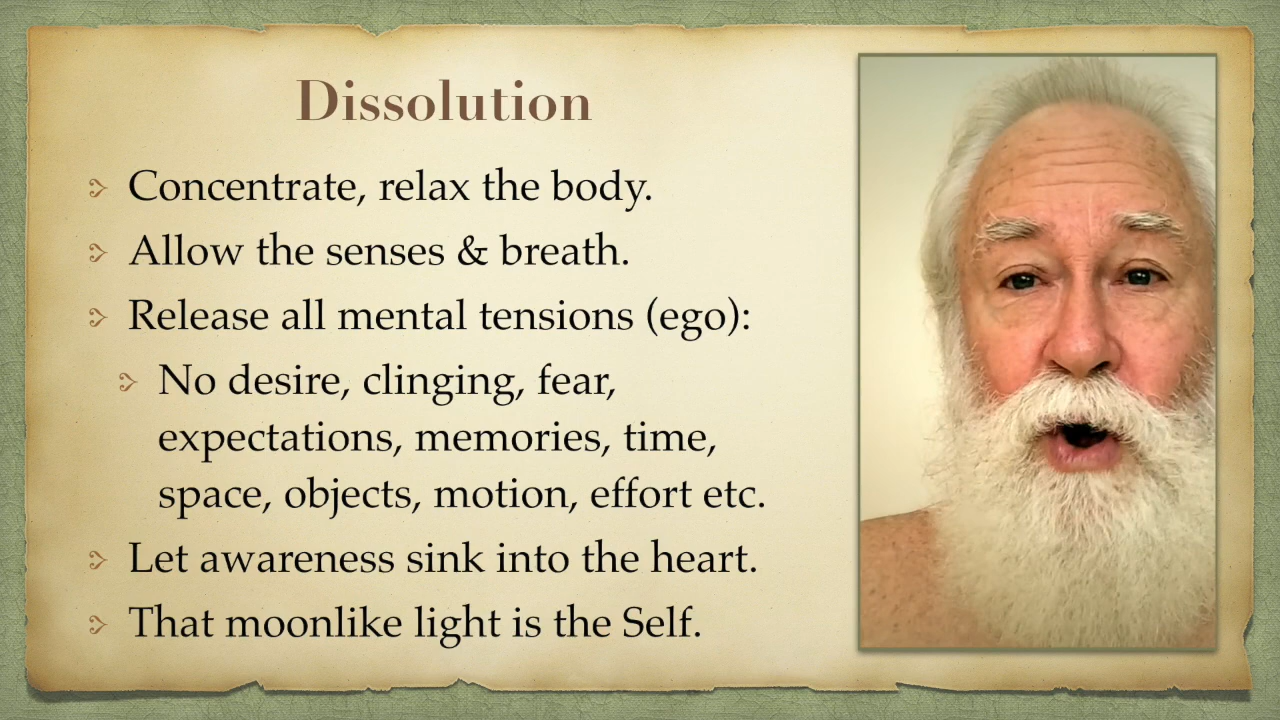 Dissolution
Concentrate, relax the body.
Allow the senses & breath.
Release all mental tensions (ego):
No desire, clinging, fear,
expectations, memories, time,
space, objects, motion, effort etc.
Let awareness sink into the heart.
That moonlike light is the Self.